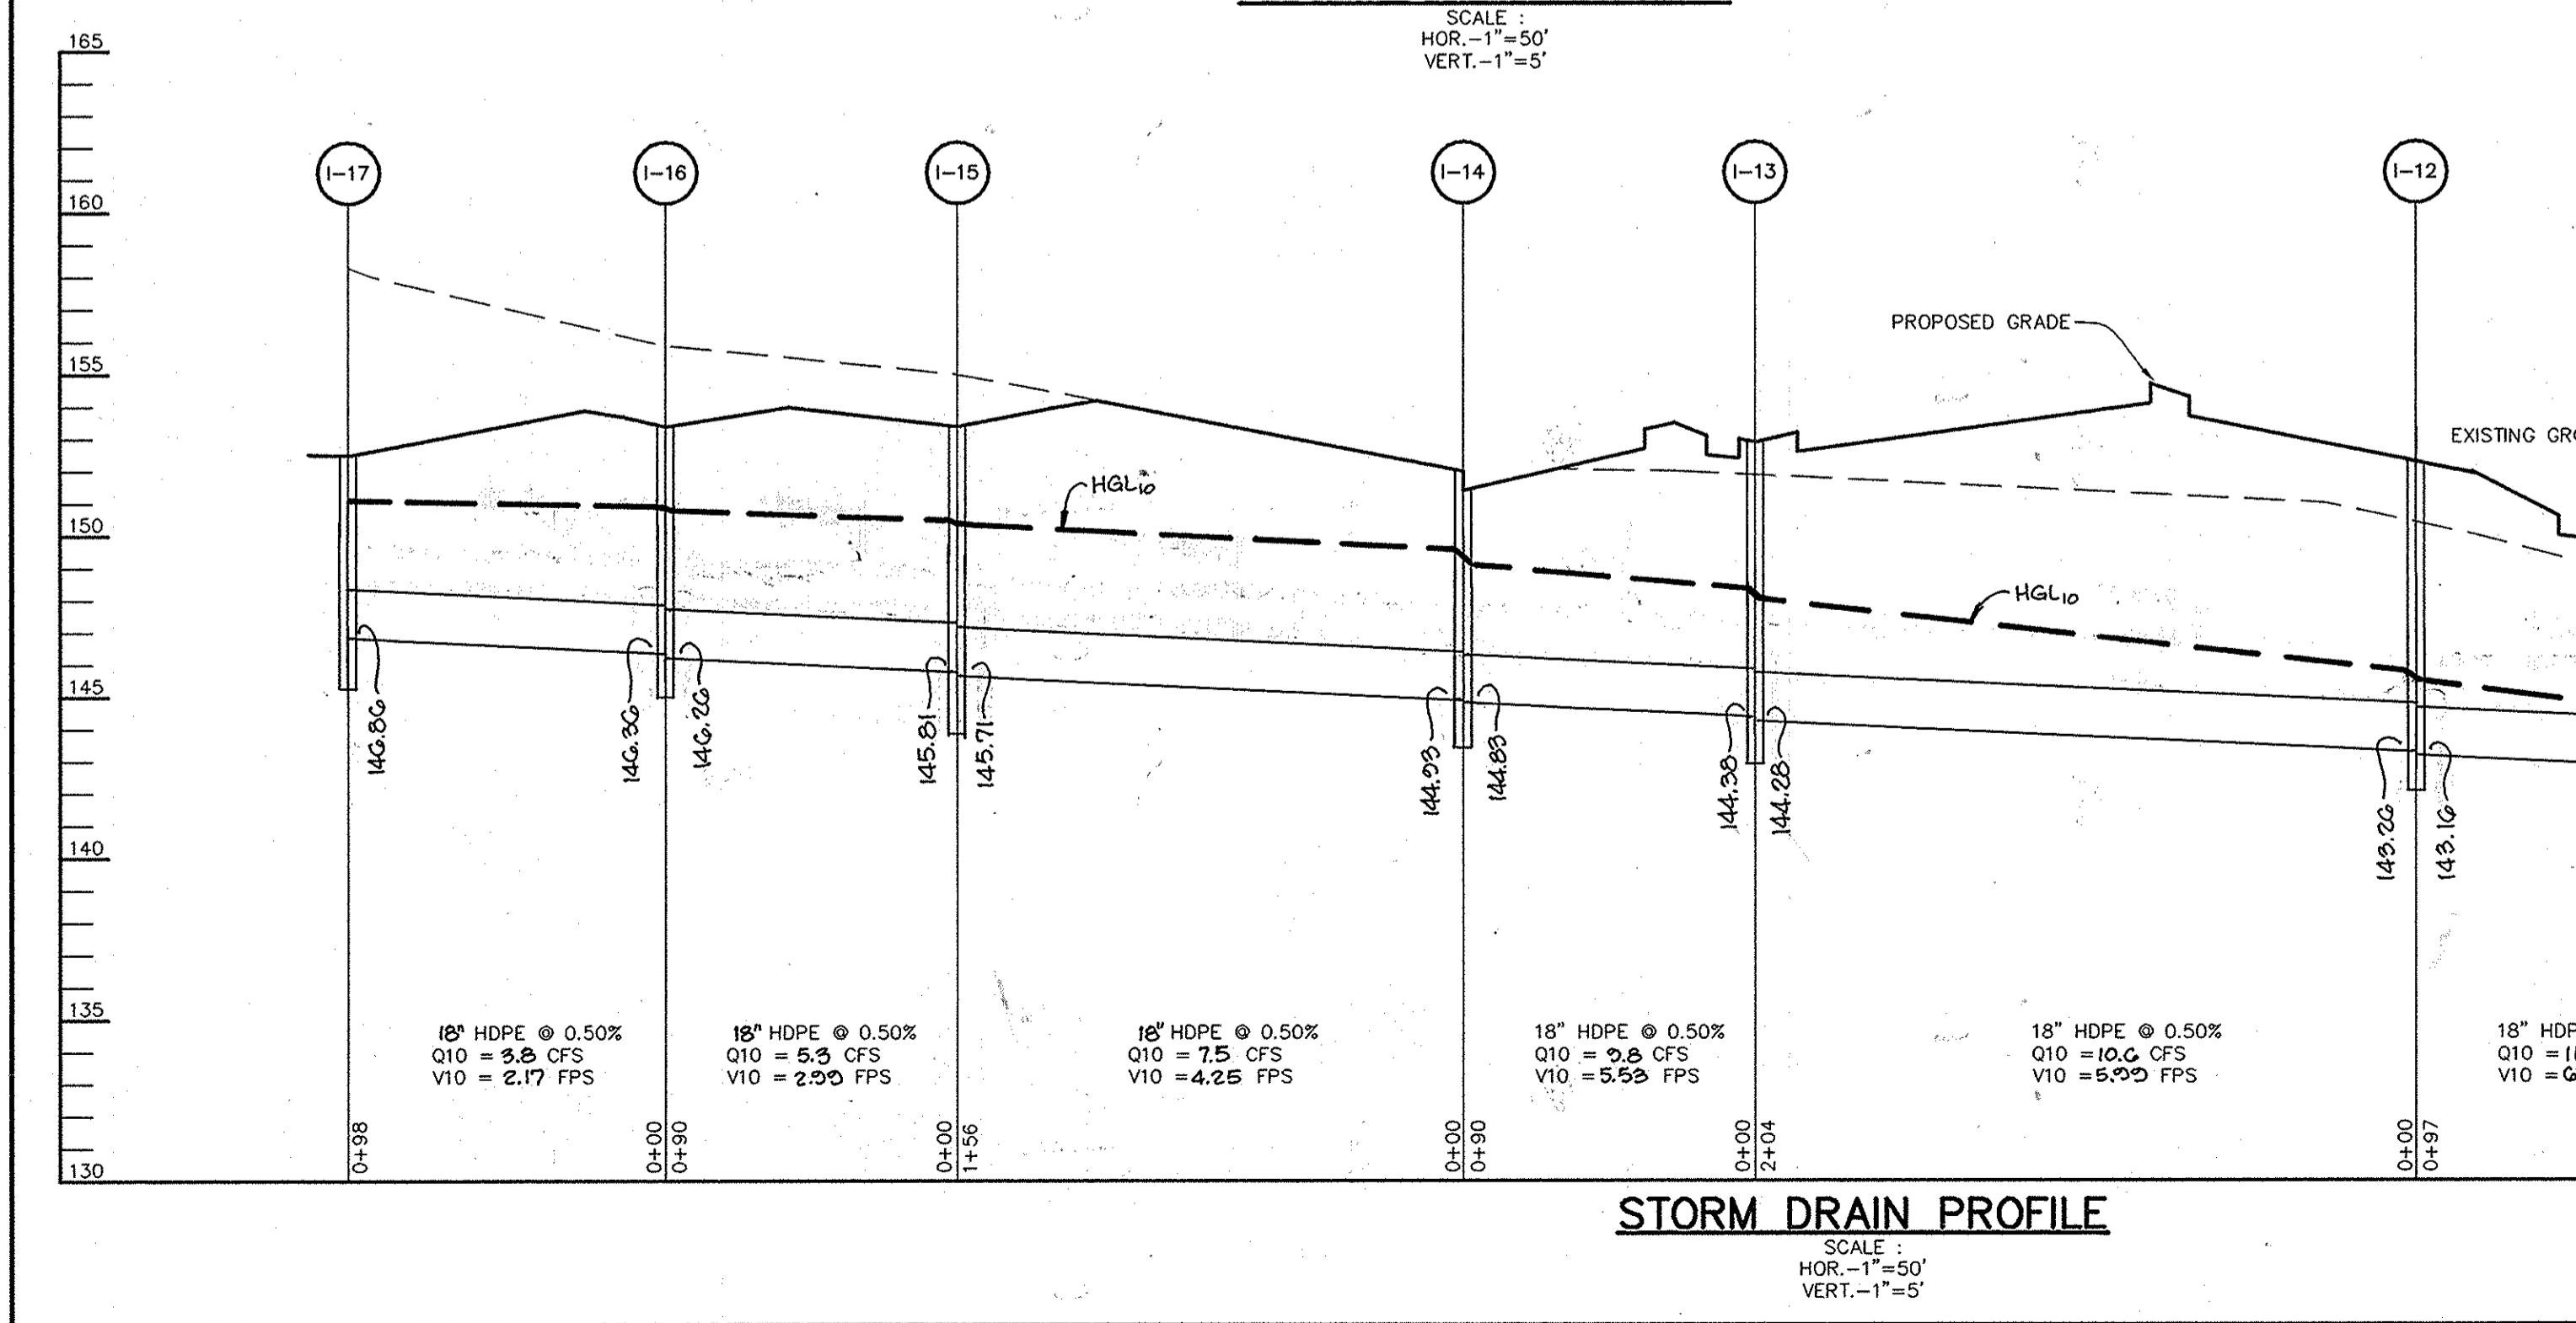 SCALE :
HOR.-1"=50'
VERT.-1"=5'
165
160
155
150
145
140
135
130
I-17
I-16
I-15
I-14
I-13
I-12
PROPOSED GRADE
EXISTING
HGL10
HGL10
146.86
146.36
146.26
145.81
145.71
144.93
144.83
144.38
144.28
143.26
143.16
18" HDPE @ 0.50%
Q10 = 3.8 CFS
V10 = 2.17 FPS
18" HDPE @ 0.50%
Q10 = 5.3 CFS
V10 = 2.99 FPS
18" HDPE @ 0.50%
Q10 = 7.5 CFS
V10 = 4.25 FPS
18" HDPE @ 0.50%
Q10 = 9.8 CFS
V10 = 5.53 FPS
18" HDPE @ 0.50%
Q10 = 10.6 CFS
V10 = 5.99 FPS
18"
Q10 =
V10 =
0+98
0+00
0+90
0+00
1+56
0+00
0+90
0+00
2+04
0+00
0+97
STORM DRAIN PROFILE
SCALE :
HOR.-1"=50'
VERT.-1"=5'